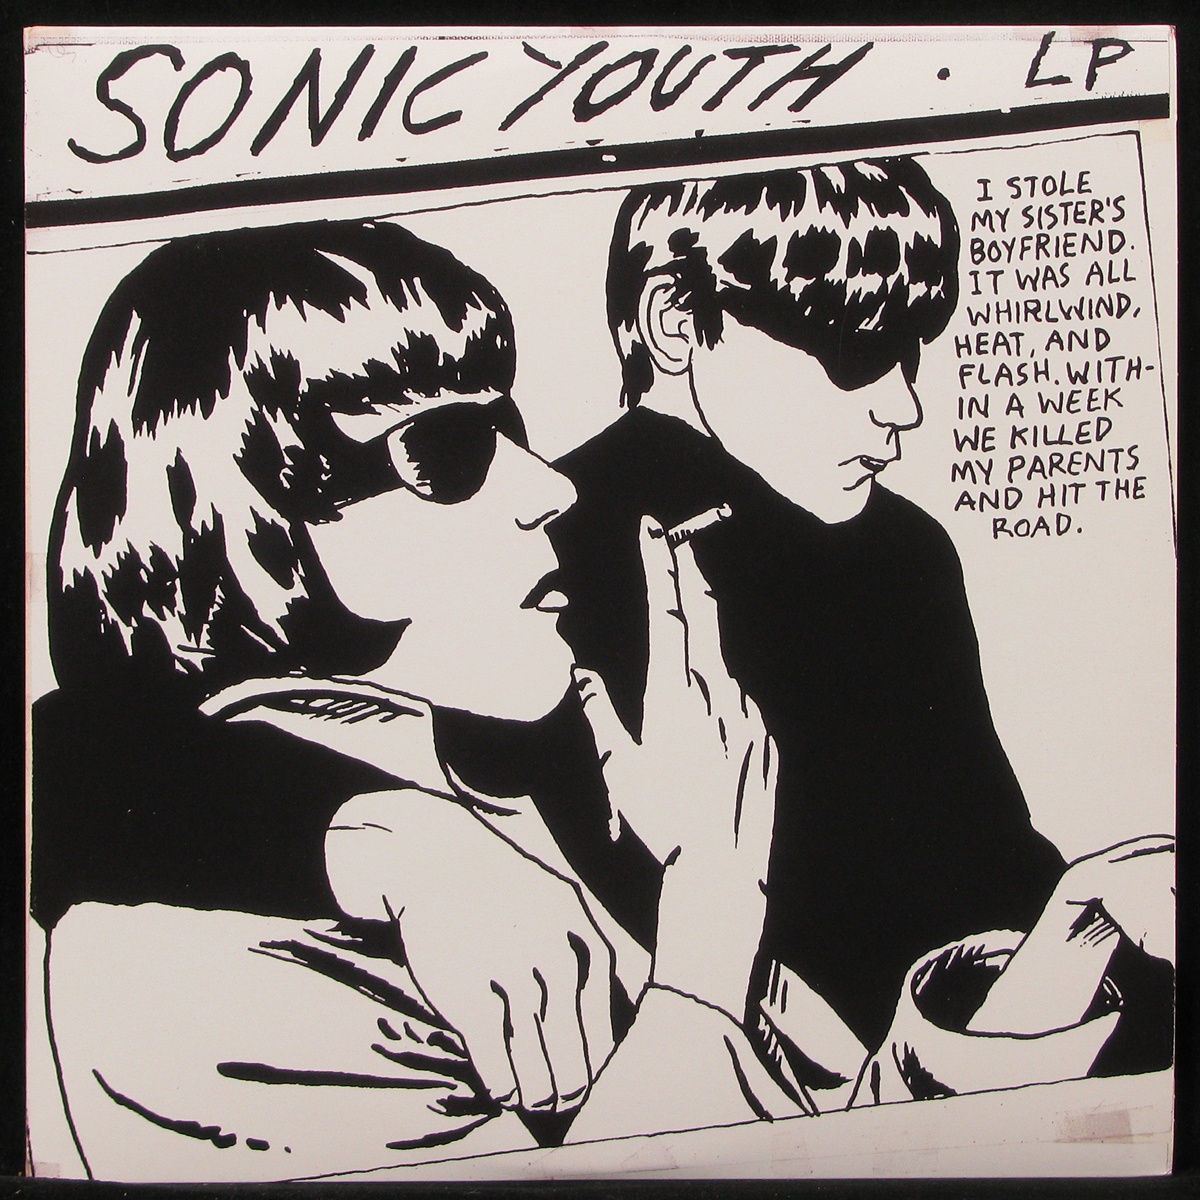 SONIC YOUTH · LP
I STOLE
MY SISTER'S
BOYFRIEND.
IT WAS ALL
WHIRLWIND,
HEAT, AND
FLASH. WITH-
IN A WEEK
WE KILLED
MY PARENTS
AND HIT THE
ROAD.